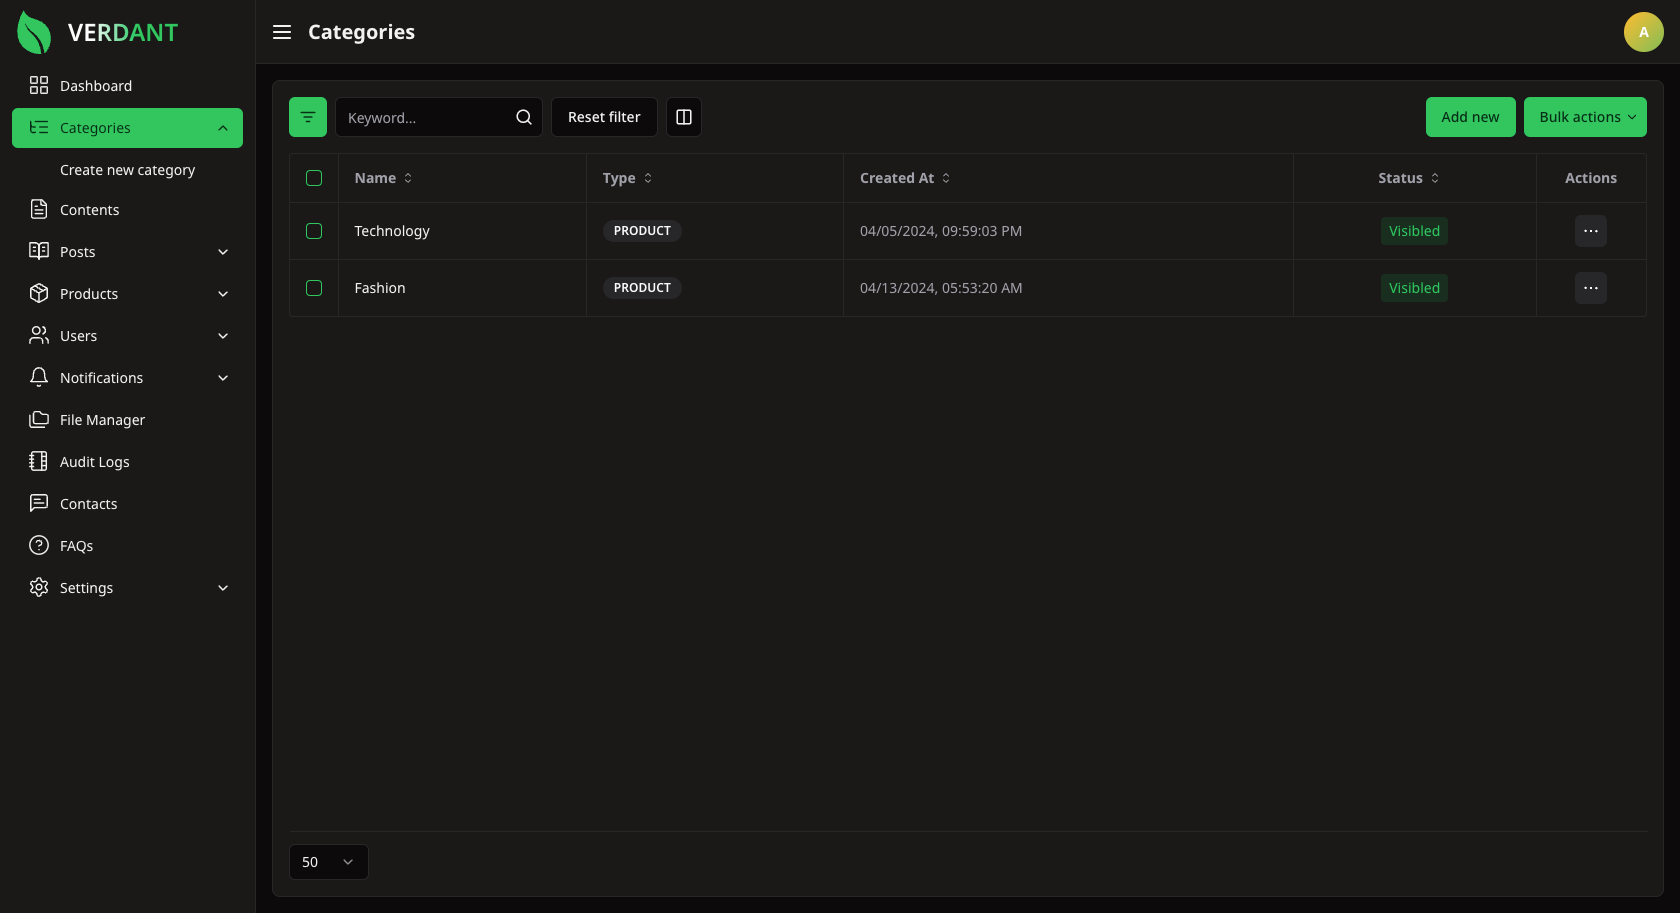 VERDANT
Categories
A
Dashboard
Categories
Create new category
Contents
Posts
Products
Users
Notifications
File Manager
Audit Logs
Contacts
FAQs
Settings
Keyword...
Reset filter
Add new
Bulk actions
Name Type Created At Status Actions
Technology PRODUCT 04/05/2024, 09:59:03 PM Visibled
Fashion PRODUCT 04/13/2024, 05:53:20 AM Visibled
50